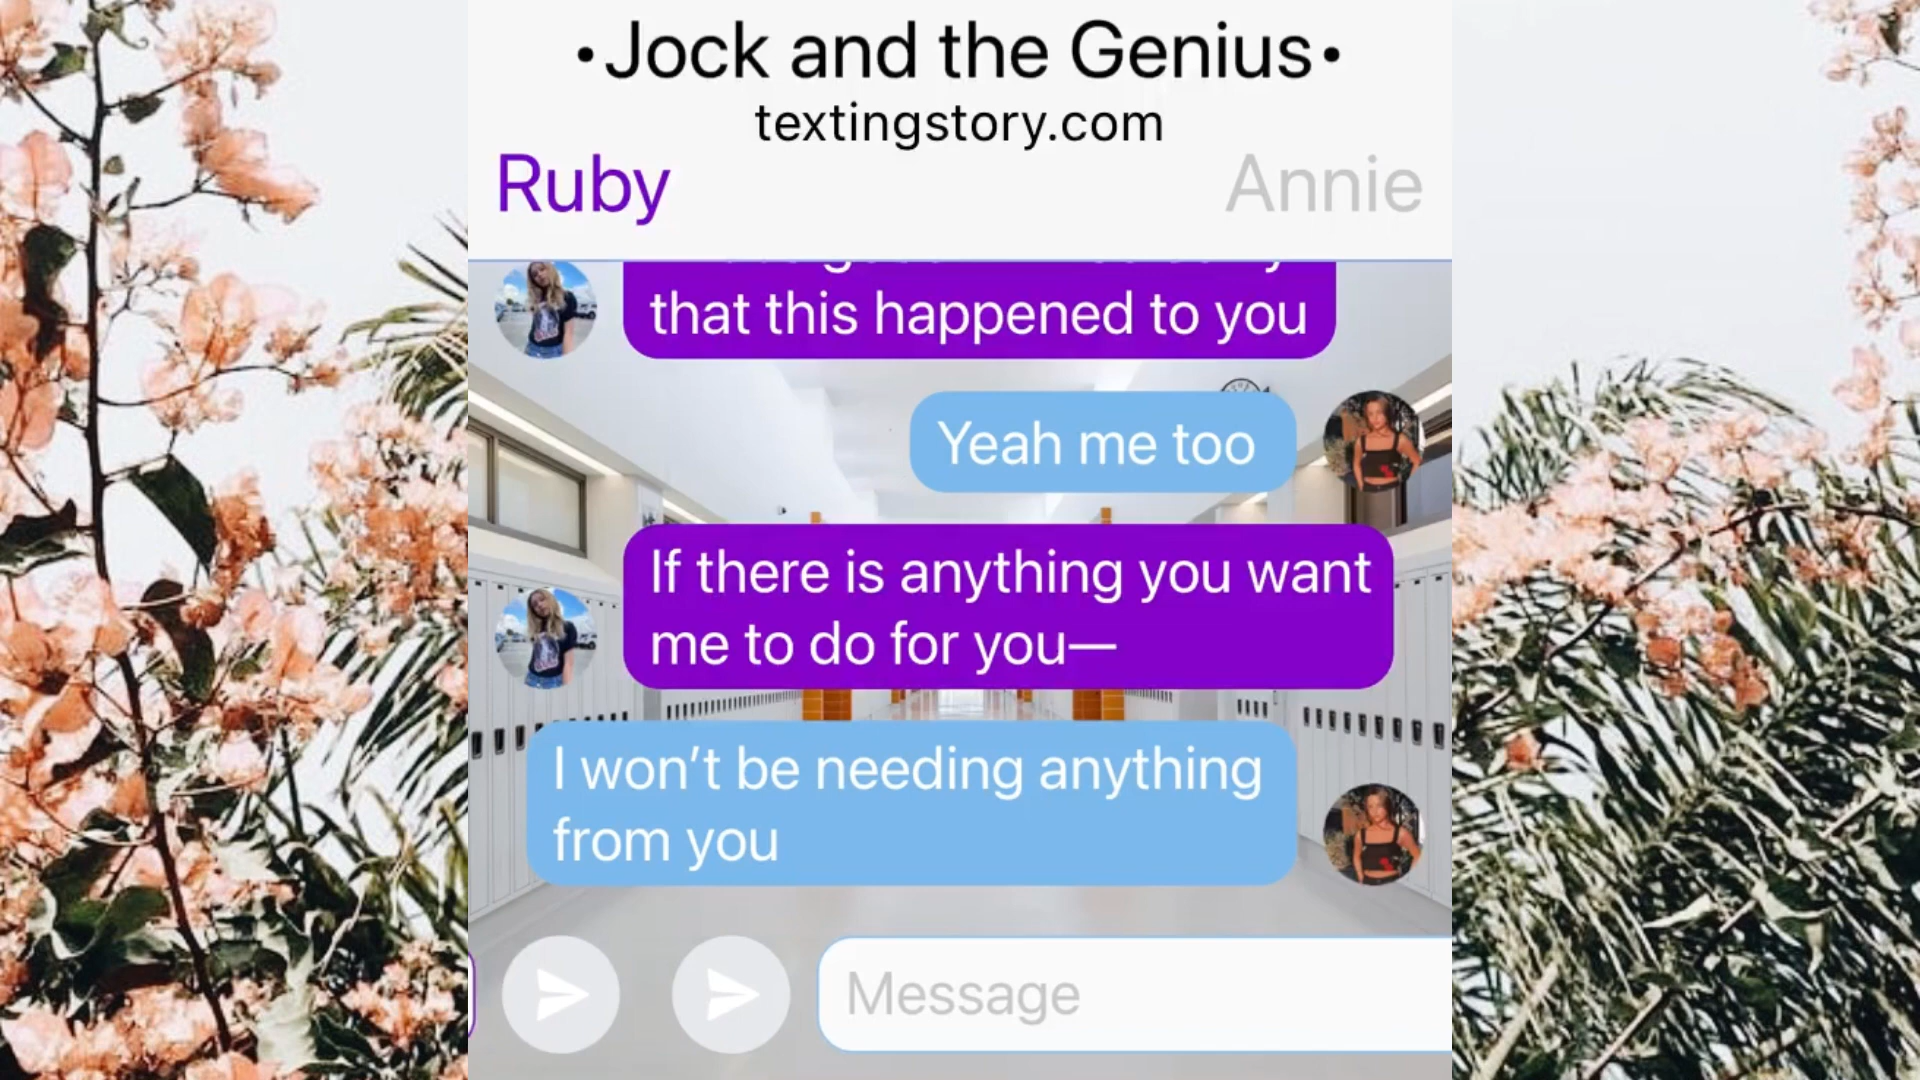 •Jock and the Genius•
textingstory.com
Ruby
Annie
that this happened to you
Yeah me too
If there is anything you want
me to do for you—
I won’t be needing anything
from you
Message